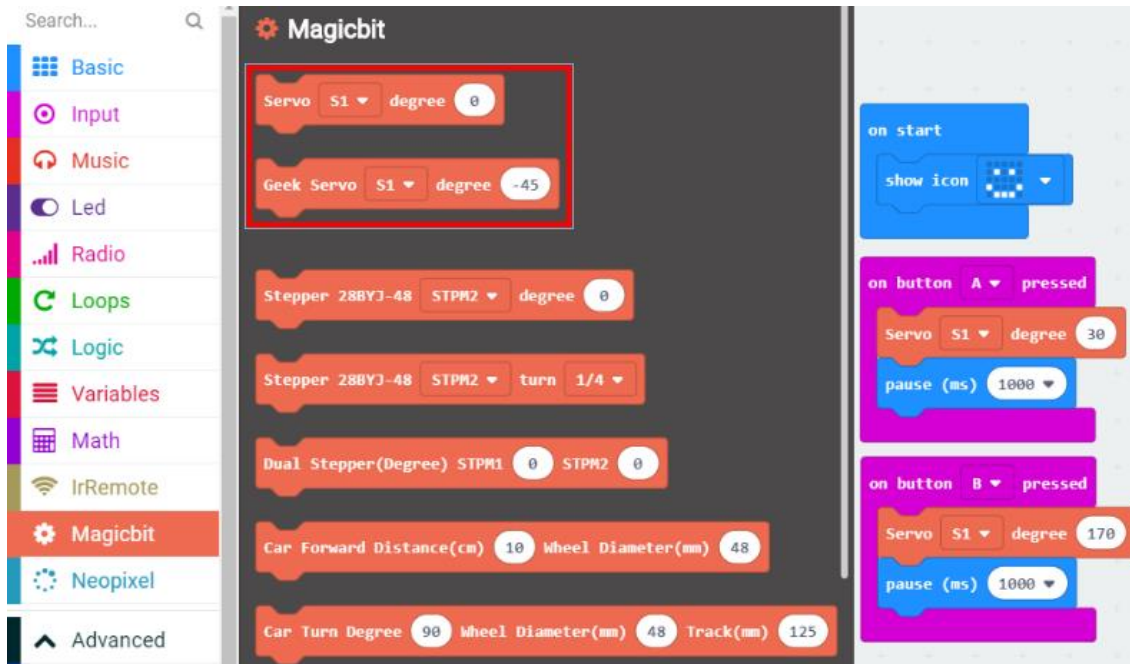 Search...
Basic
Input
Music
Led
Radio
Loops
Logic
Variables
Math
IrRemote
Magicbit
Neopixel
Advanced
Magicbit
Servo S1 degree 0
Geek Servo S1 degree -45
Stepper 28BYJ-48 STPM2 degree 0
Stepper 28BYJ-48 STPM2 turn 1/4
Dual Stepper(Degree) STPM1 0 STPM2 0
Car Forward Distance(cm) 10 Wheel Diameter(mm) 48
Car Turn Degree 90 Wheel Diameter(mm) 48 Track(mm) 125
on start
show icon
on button A pressed
Servo S1 degree 30
pause (ms) 1000
on button B pressed
Servo S1 degree 170
pause (ms) 1000